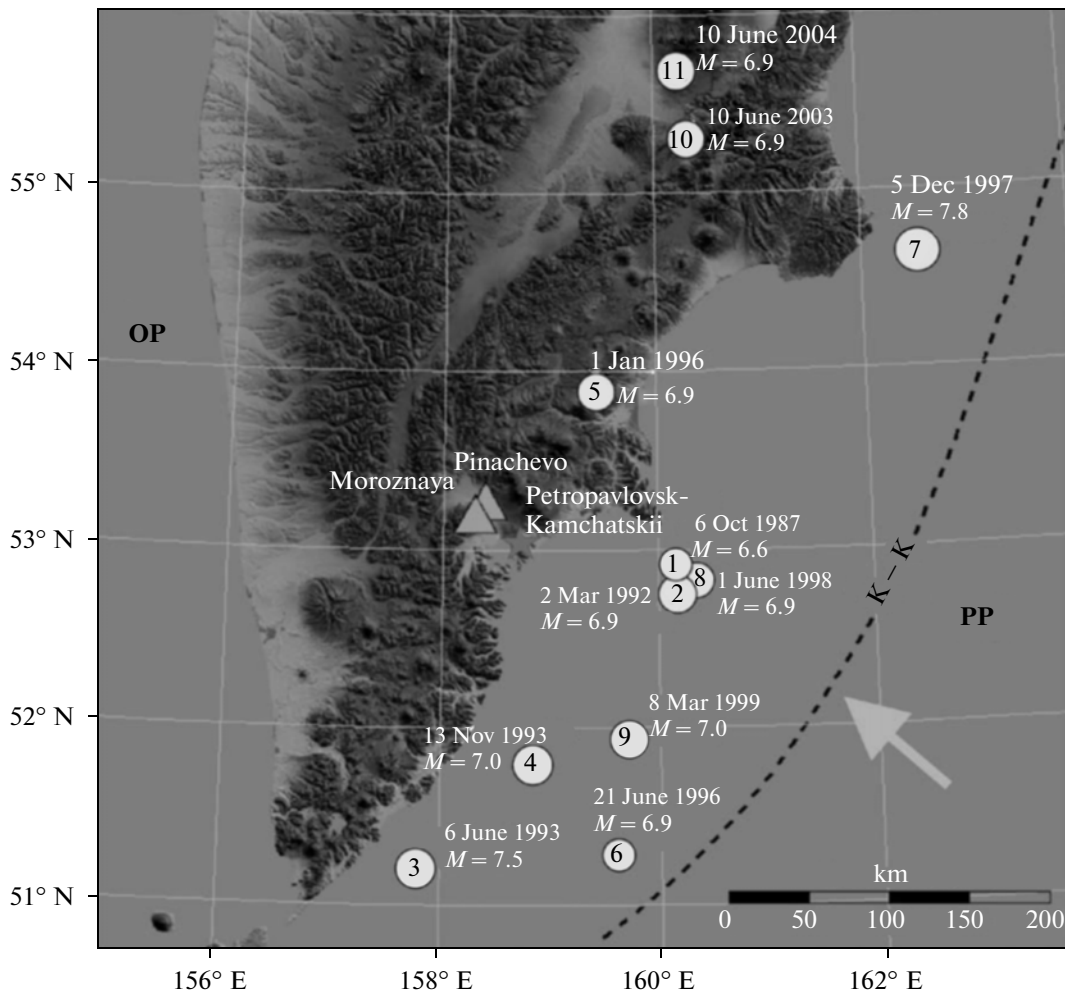 10 June 2004
M = 6.9
11
10 June 2003
M = 6.9
10
55° N
5 Dec 1997
M = 7.8
7
OP
54° N
1 Jan 1996
M = 6.9
5
Pinachevo
Moroznaya
Petropavlovsk-
Kamchatskii
53° N
6 Oct 1987
M = 6.6
1
8
1 June 1998
M = 6.9
2 Mar 1992
M = 6.9
2
K – K
PP
52° N
8 Mar 1999
M = 7.0
9
13 Nov 1993
M = 7.0
4
21 June 1996
M = 6.9
6
6 June 1993
M = 7.5
3
51° N
km
0 50 100 150 200
156° E 158° E 160° E 162° E